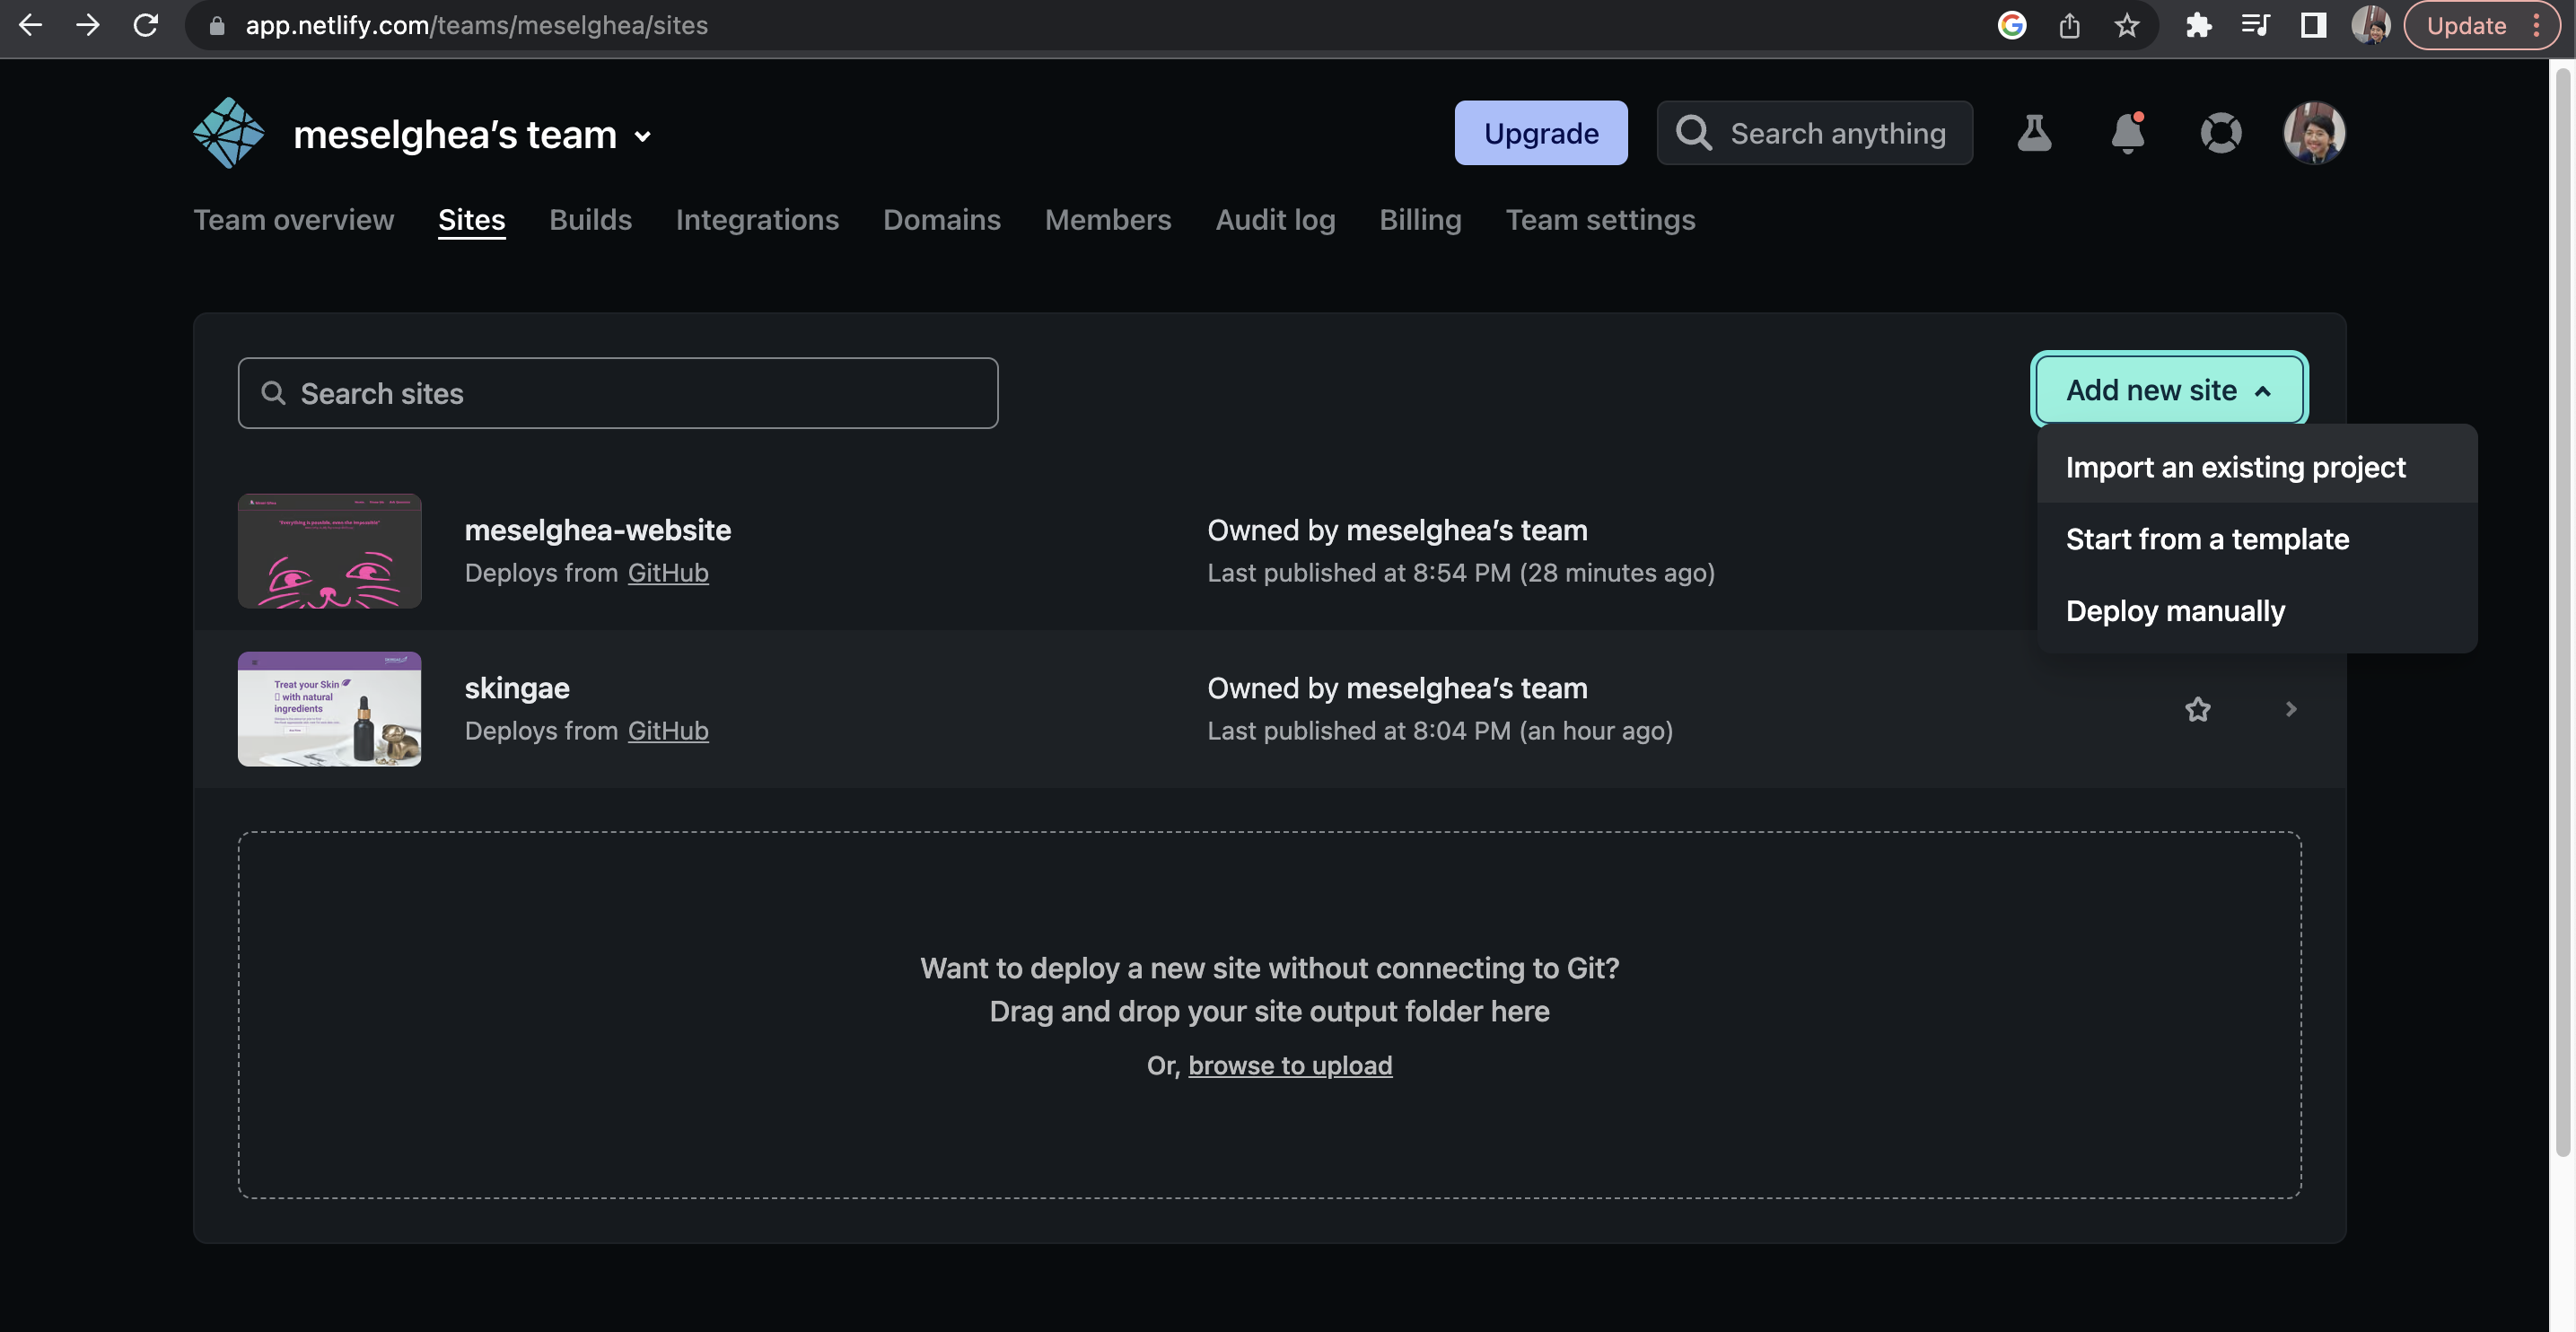 app.netlify.com/teams/meselghea/sites
Update
meselghea’s team
Upgrade
Search anything
Team overview Sites Builds Integrations Domains Members Audit log Billing Team settings
Search sites
Add new site
Import an existing project
Start from a template
Deploy manually
meselghea-website
Deploys from GitHub
Owned by meselghea’s team
Last published at 8:54 PM (28 minutes ago)
Treat your Skin
with natural
ingredients
skingae
Deploys from GitHub
Owned by meselghea’s team
Last published at 8:04 PM (an hour ago)
Want to deploy a new site without connecting to Git?
Drag and drop your site output folder here
Or, browse to upload